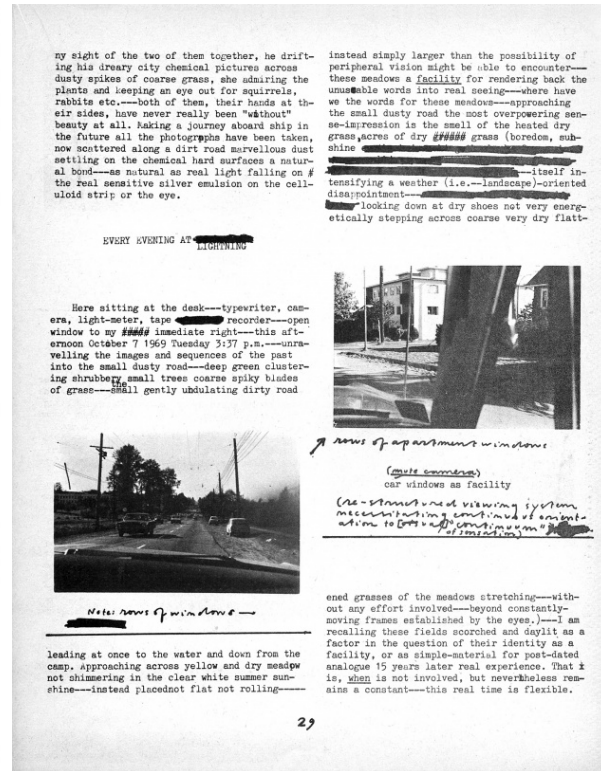 ny sight of the two of them together, he drift-
ing his dreary city chemical pictures across
dusty spikes of coarse grass, she admiring the
plants and keeping an eye out for squirrels,
rabbits etc.---both of them, their hands at th-
eir sides, have never really been "without"
beauty at all. Making a journey aboard ship in
the future all the photographs have been taken,
now scattered along a dirt road marvellous dust
settling on the chemical hard surfaces a natur-
al bond---as natural as real light falling on #
the real sensitive silver emulsion on the cell-
uloid strip or the eye.
EVERY EVENING AT
LIGHTNING
Here sitting at the desk---typewriter, cam-
era, light-meter, tape recorder---open
window to my ##### immediate right---this aft-
ernoon October 7 1969 Tuesday 3:37 p.m.---unra-
velling the images and sequences of the past
into the small dusty road---deep green cluster-
ing shrubbery small trees coarse spiky blades
of grass---the small gently undulating dirty road
Note: rows of windows
leading at once to the water and down from the
camp. Approaching across yellow and dry meadow
not shimmering in the clear white summer sun-
shine---instead placednot flat not rolling-----
instead simply larger than the possibility of
peripheral vision might be able to encounter---
these meadows a facility for rendering back the
unusable words into real seeing---where have
we the words for these meadows---approaching
the small dusty road the most overpowering sen-
se-impression is the smell of the heated dry
grass,acres of dry ###### grass (boredom, sub-
shine
---itself in-
tensifying a weather (i.e.--landscape)-oriented
disappointment---
looking down at dry shoes not very energ-
etically stepping across coarse very dry flatt-
rows of apartment windows
(mute camera)
car windows as facility
(re-structured viewing system
necessitating continuous orient-
ation to "continuum"
of sensation)
ened grasses of the meadows stretching---with-
out any effort involved---beyond constantly-
moving frames established by the eyes.)---I am
recalling these fields scorched and daylit as a
factor in the question of their identity as a
facility, or as simple-material for post-dated
analogue 15 years later real experience. That i
is, when is not involved, but nevertheless rem-
ains a constant---this real time is flexible.
29